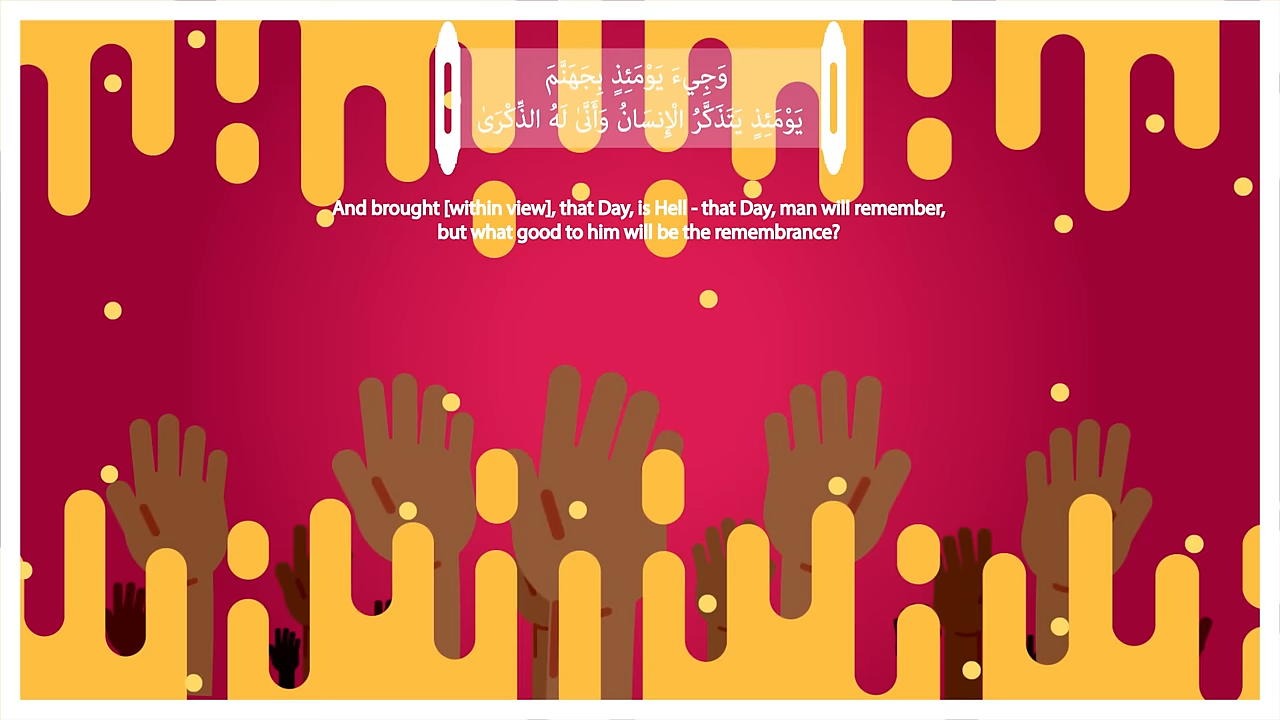 وَجِيءَ يَوْمَئِذٍ بِجَهَنَّمَ
يَوْمَئِذٍ يَتَذَكَّرُ الْإِنسَانُ وَأَنَّىٰ لَهُ الذِّكْرَىٰ
And brought [within view], that Day, is Hell - that Day, man will remember,
but what good to him will be the remembrance?